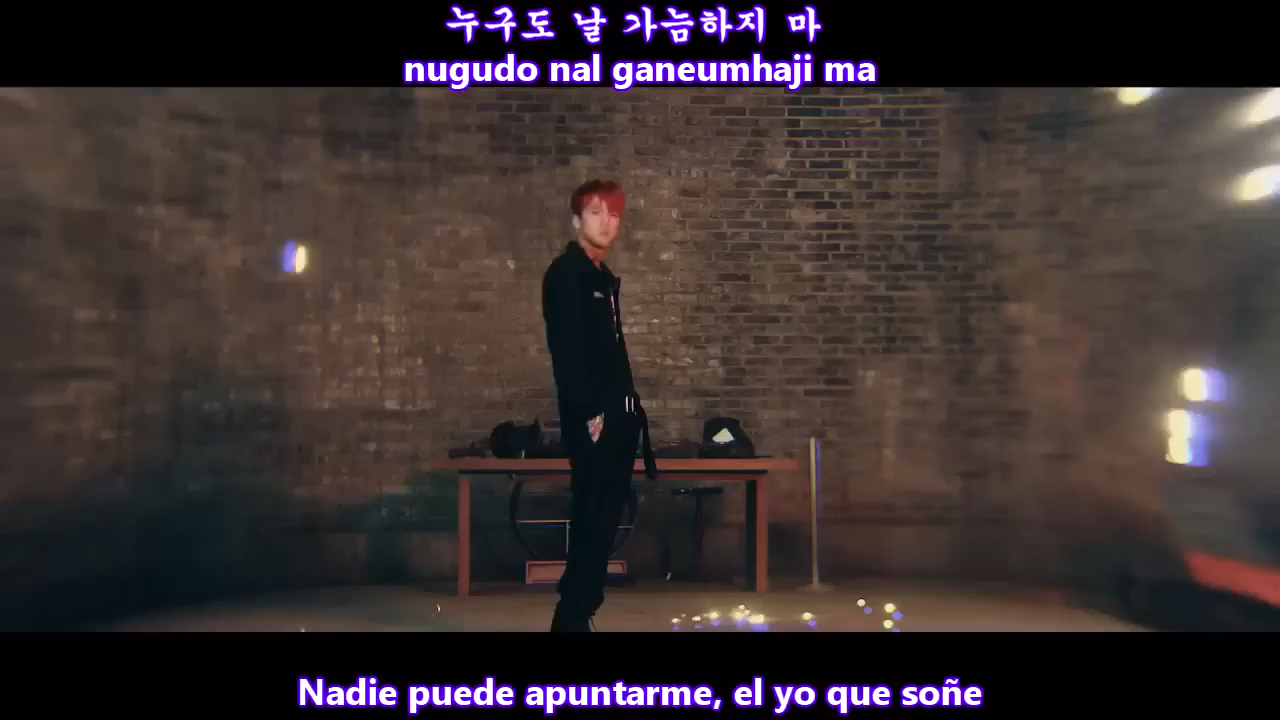 누구도 날 가늠하지 마
nugudo nal ganeumhaji ma
Nadie puede apuntarme, el yo que soñe